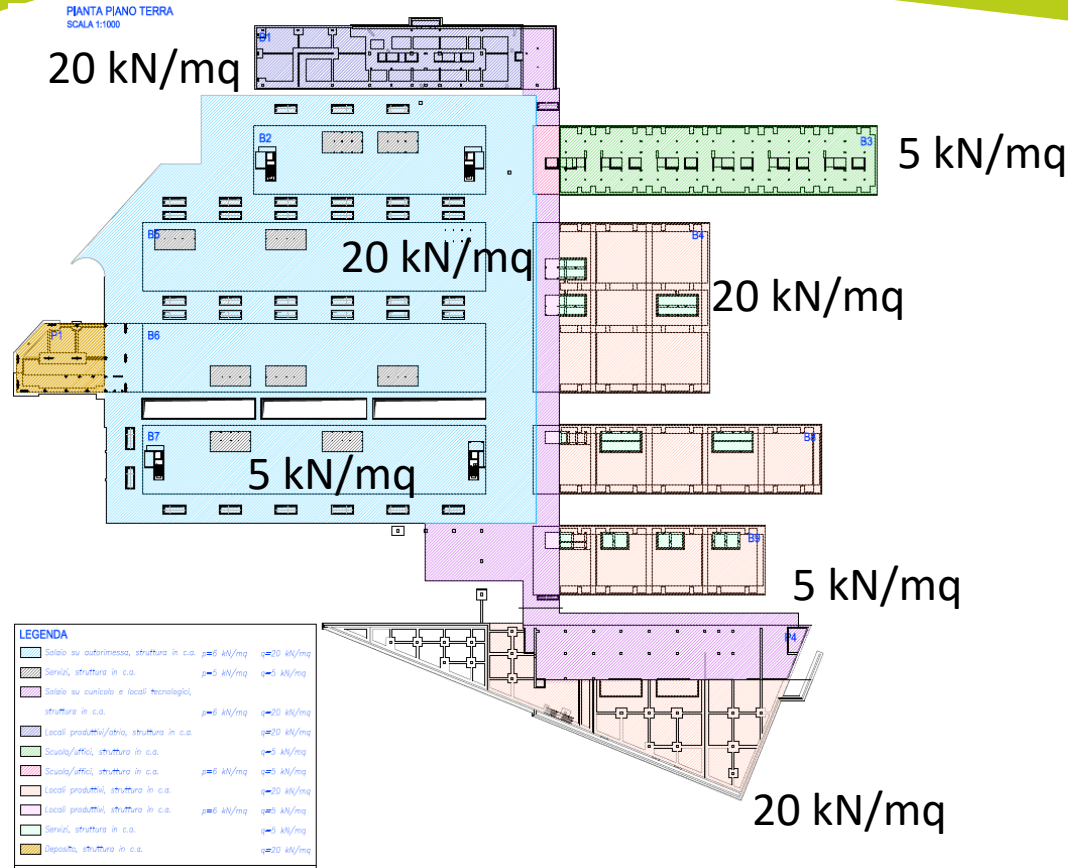 PIANTA PIANO TERRA
SCALA 1:1000
B1
20 kN/mq
B2
B3
5 kN/mq
B5
B4
20 kN/mq
20 kN/mq
P1
B6
B7
B8
5 kN/mq
B9
5 kN/mq
P4
20 kN/mq
LEGENDA
Solaio su autorimessa, struttura in c.a. p=6 kN/mq q=20 kN/mq
Servizi, struttura in c.a. p=5 kN/mq q=5 kN/mq
Solaio su cunicolo e locali tecnologici,
struttura in c.a. p=6 kN/mq q=20 kN/mq
Locali produttivi/atrio, struttura in c.a. q=20 kN/mq
Scuola/uffici, struttura in c.a. q=5 kN/mq
Scuola/uffici, struttura in c.a. p=6 kN/mq q=5 kN/mq
Locali produttivi, struttura in c.a. q=20 kN/mq
Locali produttivi, struttura in c.a. p=6 kN/mq q=5 kN/mq
Servizi, struttura in c.a. q=5 kN/mq
Deposito, struttura in c.a. q=20 kN/mq